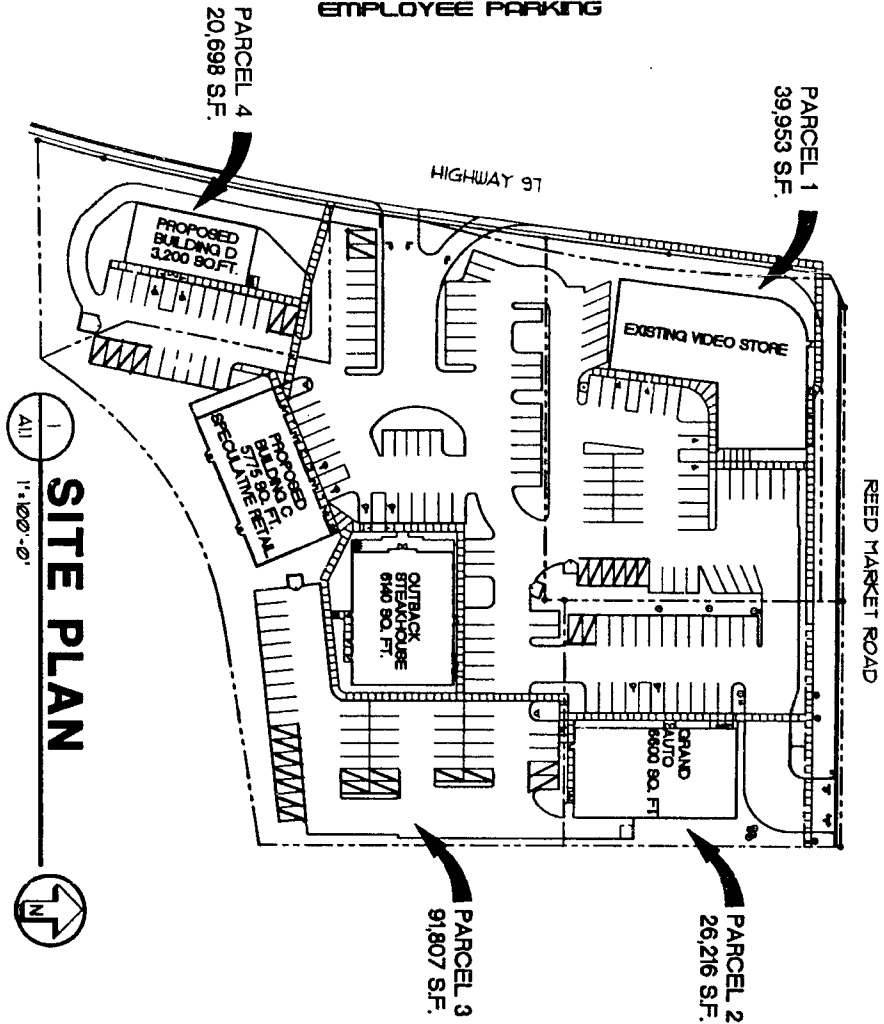 EMPLOYEE PARKING
PARCEL 4
20,698 S.F.
PARCEL 1
39,953 S.F.
HIGHWAY 97
PROPOSED
BUILDING D
3,200 SQ.FT.
EXISTING VIDEO STORE
REED MARKET ROAD
PROPOSED
BUILDING C
5775 SQ. FT.
SPECULATIVE RETAIL
OUTBACK
STEAKHOUSE
6140 SQ. FT.
GRAND
AUTO
6600 SQ. FT
1
A1.1
SITE PLAN
1"=100'-0"
N
PARCEL 3
91,807 S.F.
PARCEL 2
26,216 S.F.